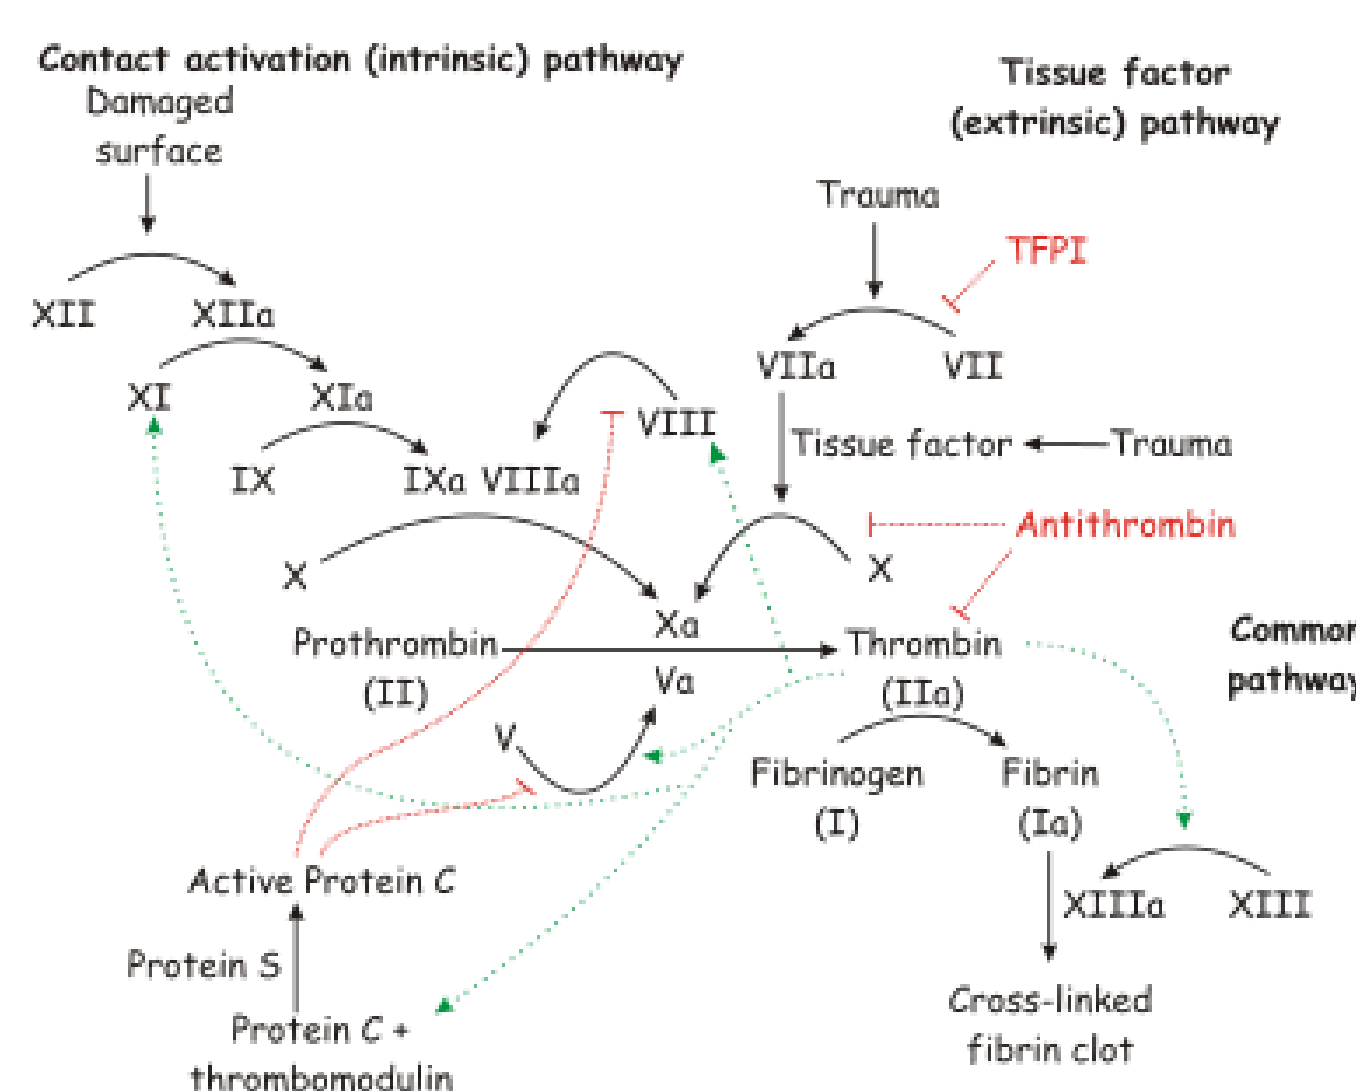 Contact activation (intrinsic) pathway
Damaged
surface
Tissue factor
(extrinsic) pathway
Trauma
TFPI
XII
XIIa
VIIa
VII
XI
XIa
VIII
Tissue factor
Trauma
IX
IXa
VIIIa
Antithrombin
X
X
Xa
Prothrombin
(II)
Thrombin
(IIa)
Common
pathway
Va
V
Fibrinogen
(I)
Fibrin
(Ia)
Active Protein C
XIIIa
XIII
Protein S
Cross-linked
fibrin clot
Protein C +
thrombomodulin